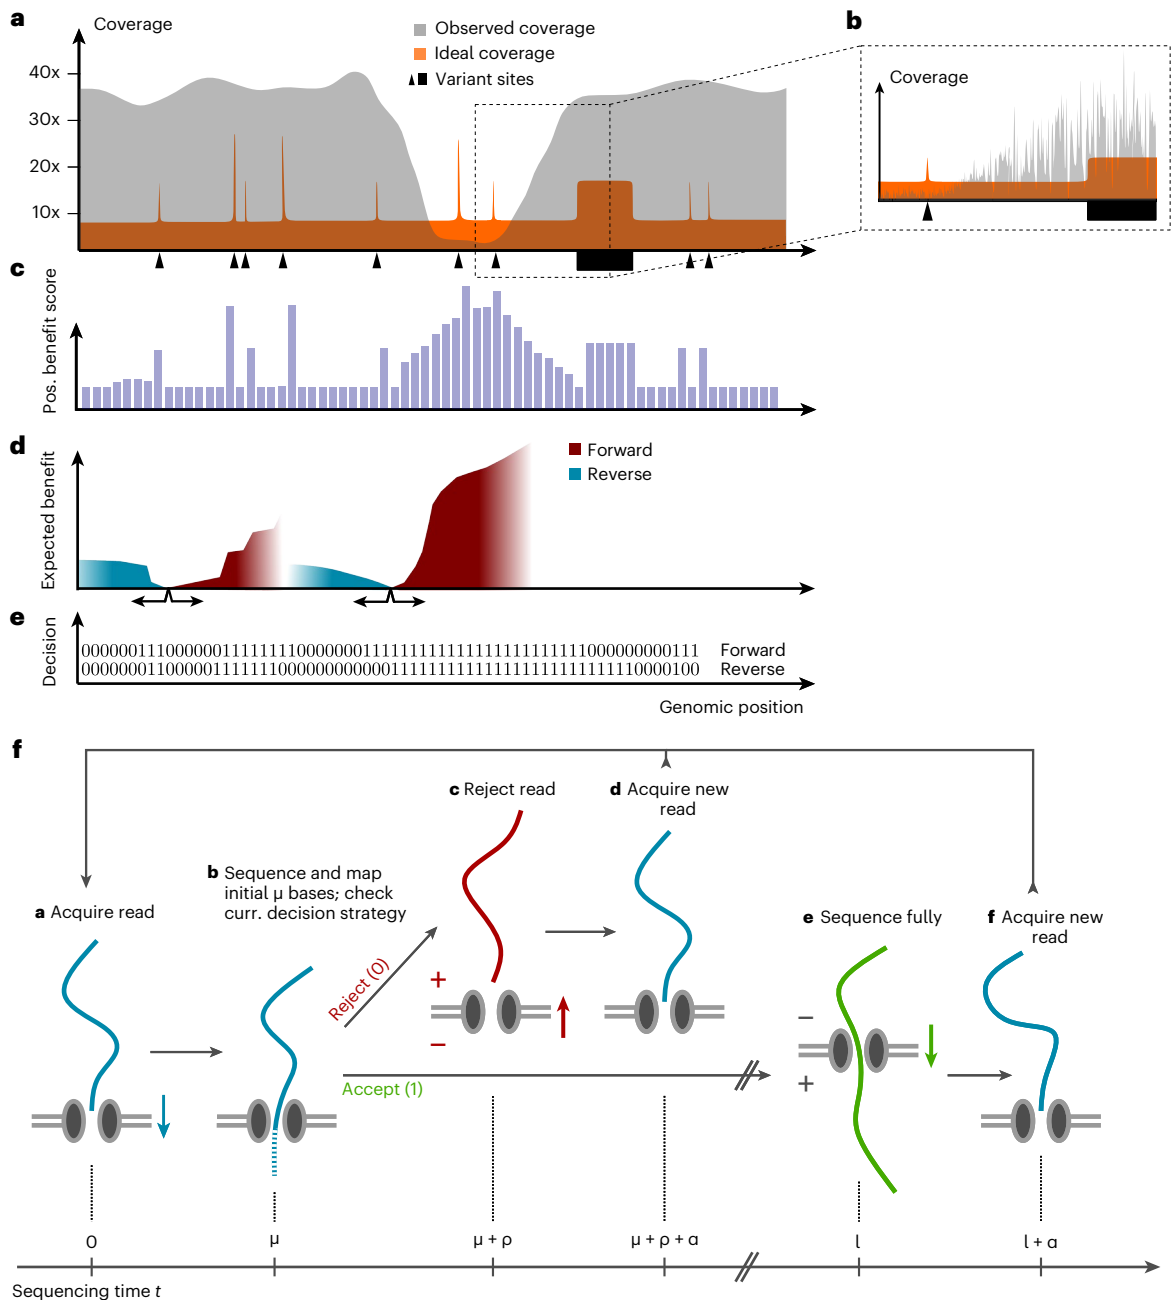 a
Coverage
Observed coverage
Ideal coverage
Variant sites
40x
30x
20x
10x
b
Coverage
c
Pos. benefit score
d
Expected benefit
Forward
Reverse
e
Decision
Forward
Reverse
Genomic position
f
c Reject read
d Acquire new
read
b Sequence and map
initial µ bases; check
curr. decision strategy
a Acquire read
e Sequence fully
f Acquire new
read
Reject (0)
+
−
−
+
Accept (1)
0
µ
µ + ρ
µ + ρ + α
l
l + α
Sequencing time t